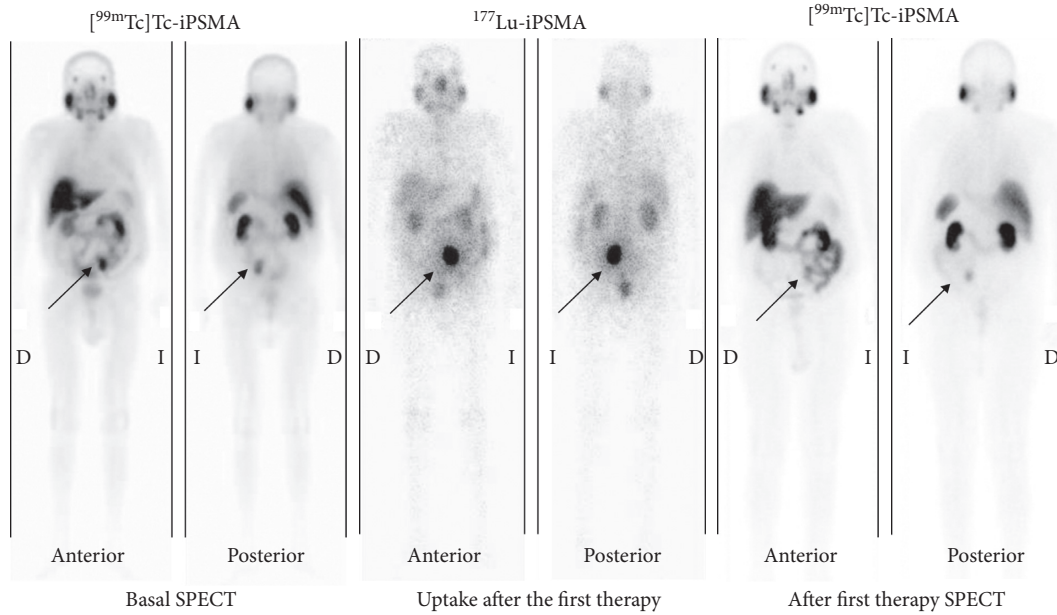 [⁹⁹ᵐTc]Tc-iPSMA
¹⁷⁷Lu-iPSMA
[⁹⁹ᵐTc]Tc-iPSMA
D I I D D I I D D I I D
Anterior Posterior Anterior Posterior Anterior Posterior
Basal SPECT Uptake after the first therapy After first therapy SPECT